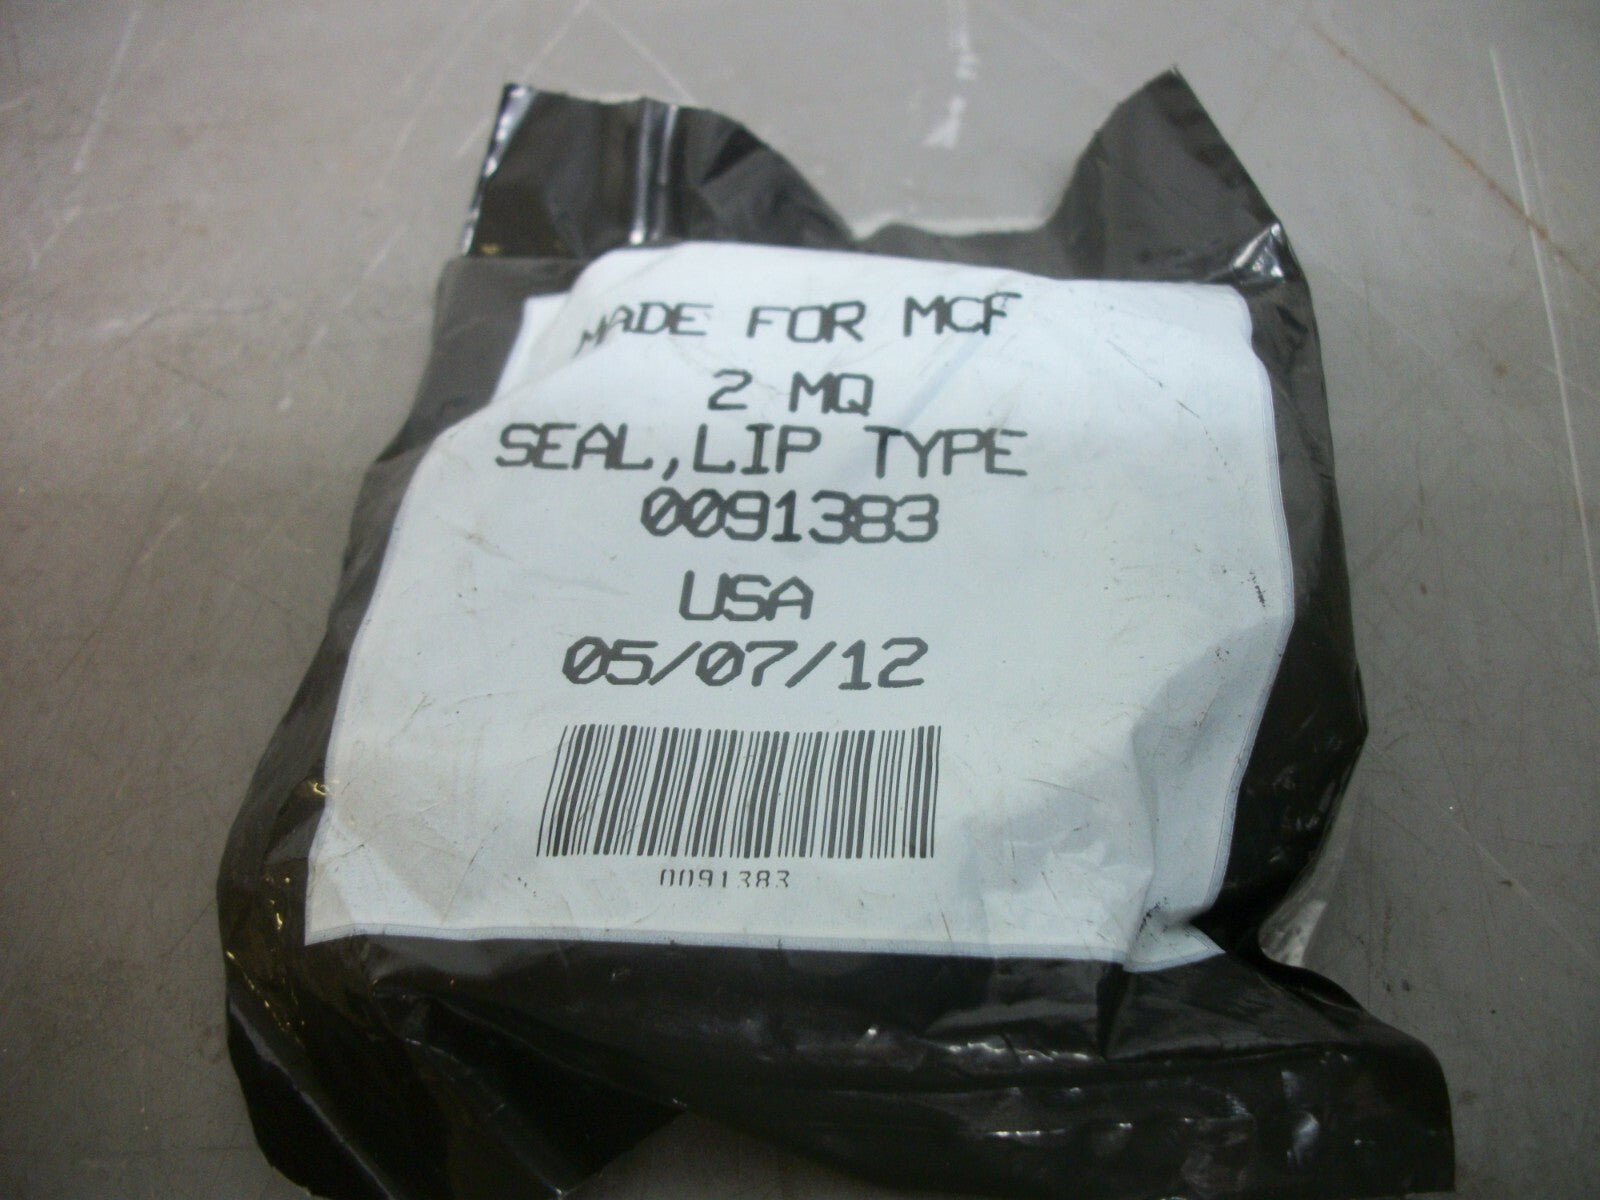 MADE FOR MCF
2 MQ
SEAL,LIP TYPE
0091383
USA
05/07/12
0091383